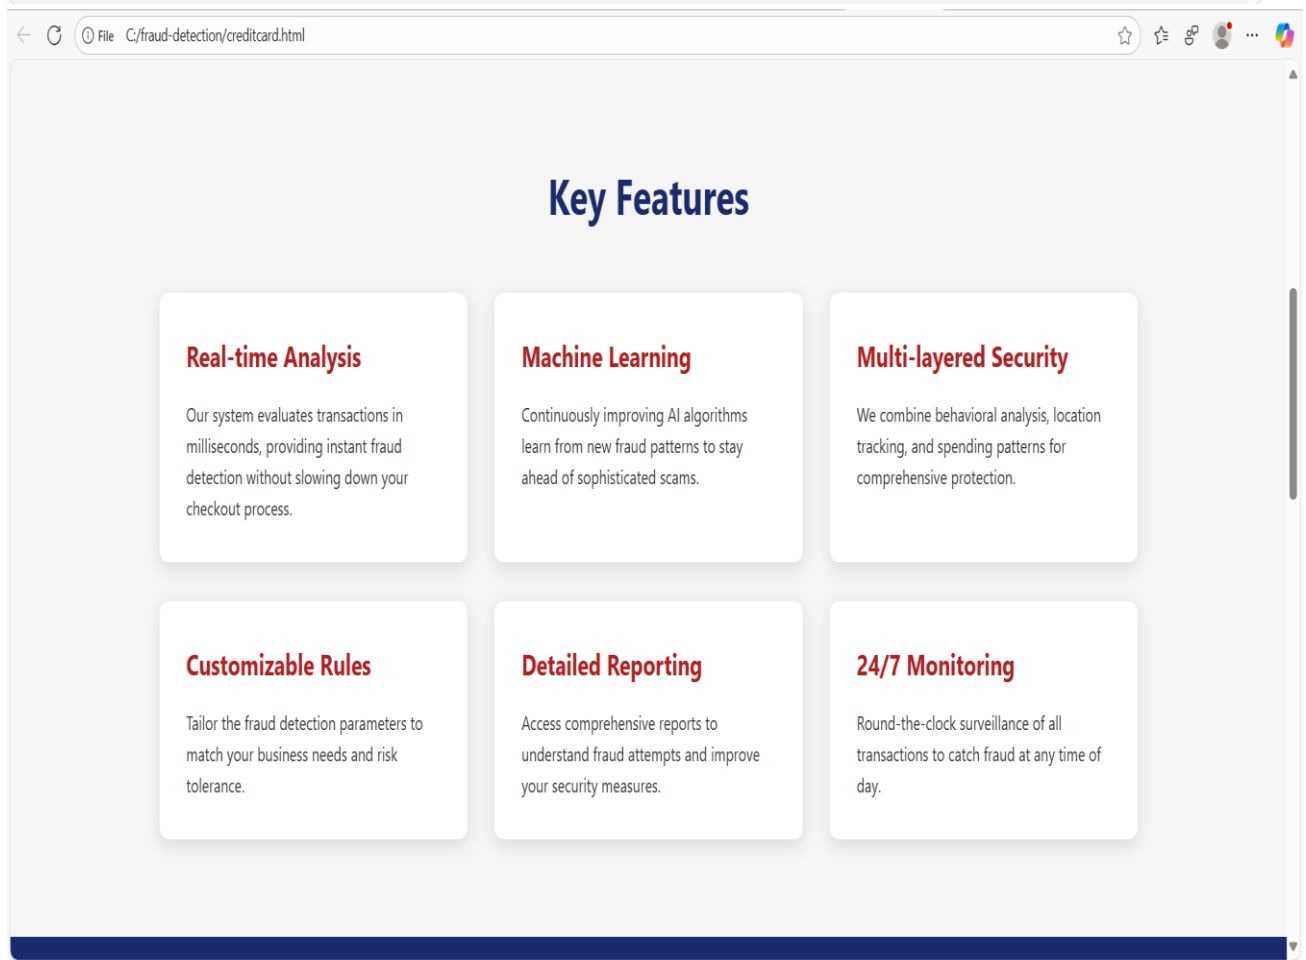 File C:/fraud-detection/creditcard.html
Key Features
Real-time Analysis
Our system evaluates transactions in
milliseconds, providing instant fraud
detection without slowing down your
checkout process.
Machine Learning
Continuously improving AI algorithms
learn from new fraud patterns to stay
ahead of sophisticated scams.
Multi-layered Security
We combine behavioral analysis, location
tracking, and spending patterns for
comprehensive protection.
Customizable Rules
Tailor the fraud detection parameters to
match your business needs and risk
tolerance.
Detailed Reporting
Access comprehensive reports to
understand fraud attempts and improve
your security measures.
24/7 Monitoring
Round-the-clock surveillance of all
transactions to catch fraud at any time of
day.